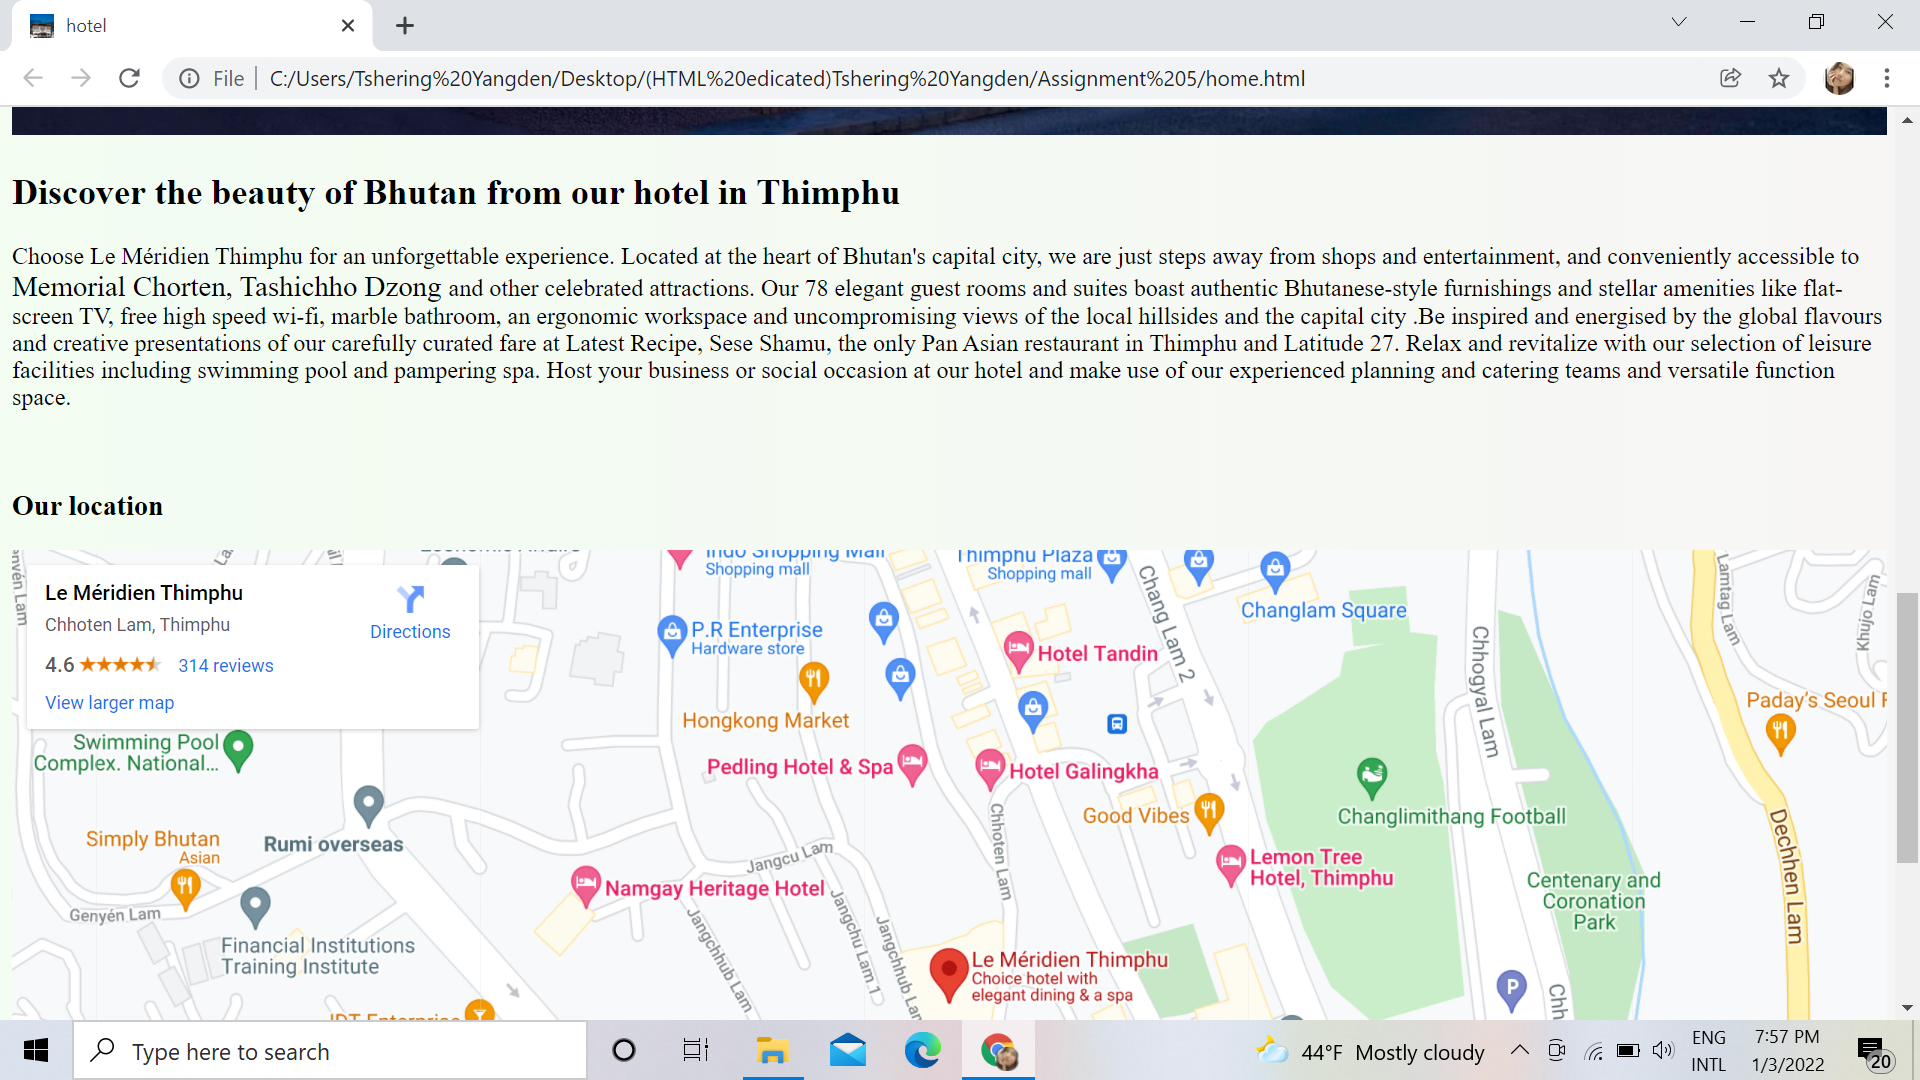 hotel
File
C:/Users/Tshering%20Yangden/Desktop/(HTML%20edicated)Tshering%20Yangden/Assignment%205/home.html
Discover the beauty of Bhutan from our hotel in Thimphu
Choose Le Méridien Thimphu for an unforgettable experience. Located at the heart of Bhutan's capital city, we are just steps away from shops and entertainment, and conveniently accessible to
Memorial Chorten, Tashichho Dzong and other celebrated attractions. Our 78 elegant guest rooms and suites boast authentic Bhutanese-style furnishings and stellar amenities like flat-
screen TV, free high speed wi-fi, marble bathroom, an ergonomic workspace and uncompromising views of the local hillsides and the capital city .Be inspired and energised by the global flavours
and creative presentations of our carefully curated fare at Latest Recipe, Sese Shamu, the only Pan Asian restaurant in Thimphu and Latitude 27. Relax and revitalize with our selection of leisure
facilities including swimming pool and pampering spa. Host your business or social occasion at our hotel and make use of our experienced planning and catering teams and versatile function
space.
Our location
Le Méridien Thimphu
Chhoten Lam, Thimphu
Directions
4.6
314 reviews
View larger map
Indo Shopping Mall
Shopping mall
Thimphu Plaza
Shopping mall
Chang Lam 2
Changlam Square
Chhogyal Lam
Lamtag Lam
Khujo Lam
P.R Enterprise
Hardware store
Hotel Tandin
Hongkong Market
Paday's Seoul
Swimming Pool
Complex. National...
Pedling Hotel & Spa
Hotel Galingkha
Good Vibes
Changlimithang Football
Simply Bhutan
Asian
Rumi overseas
Jangcu Lam
Chhoten Lam
Lemon Tree
Hotel, Thimphu
Dechhen Lam
Namgay Heritage Hotel
Centenary and
Coronation
Park
Genyén Lam
Jangchhub Lam
Jangchu Lam 1
Jangchhub Lam
Financial Institutions
Training Institute
Le Méridien Thimphu
Choice hotel with
elegant dining & a spa
P
Chh
Type here to search
44°F Mostly cloudy
ENG
INTL
7:57 PM
1/3/2022
20